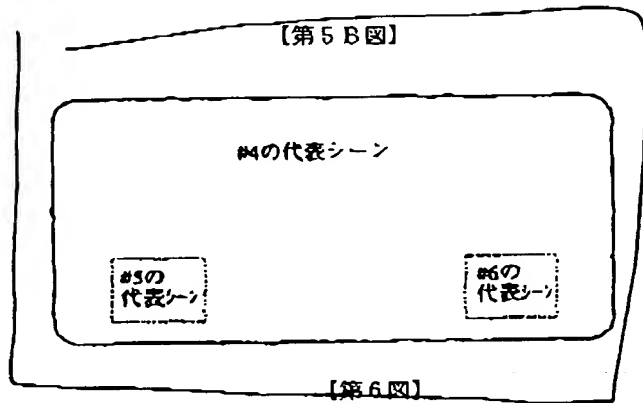 【第5B図】
#4の代表シーン
#5の
代表シーン
#6の
代表シーン
【第6図】